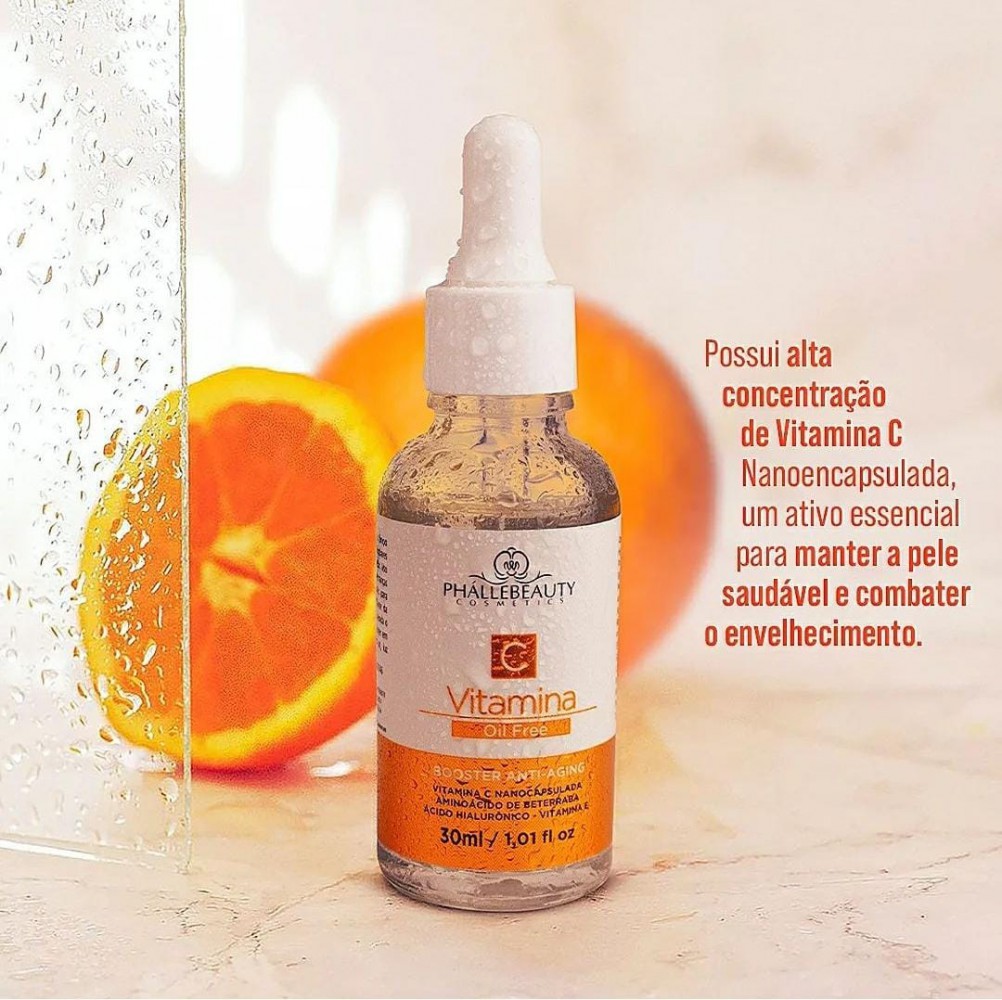 PHÁLLEBEAUTY
COSMETICS
C
Vitamina
Oil Free
BOOSTER ANTI-AGING
VITAMINA C NANOCAPSULADA
AMINOÁCIDO DE BETERRABA
ÁCIDO HIALURÔNICO - VITAMINA E
30ml / 1,01 fl oz
Possui alta
concentração
de Vitamina C
Nanoencapsulada,
um ativo essencial
para manter a pele
saudável e combater
o envelhecimento.